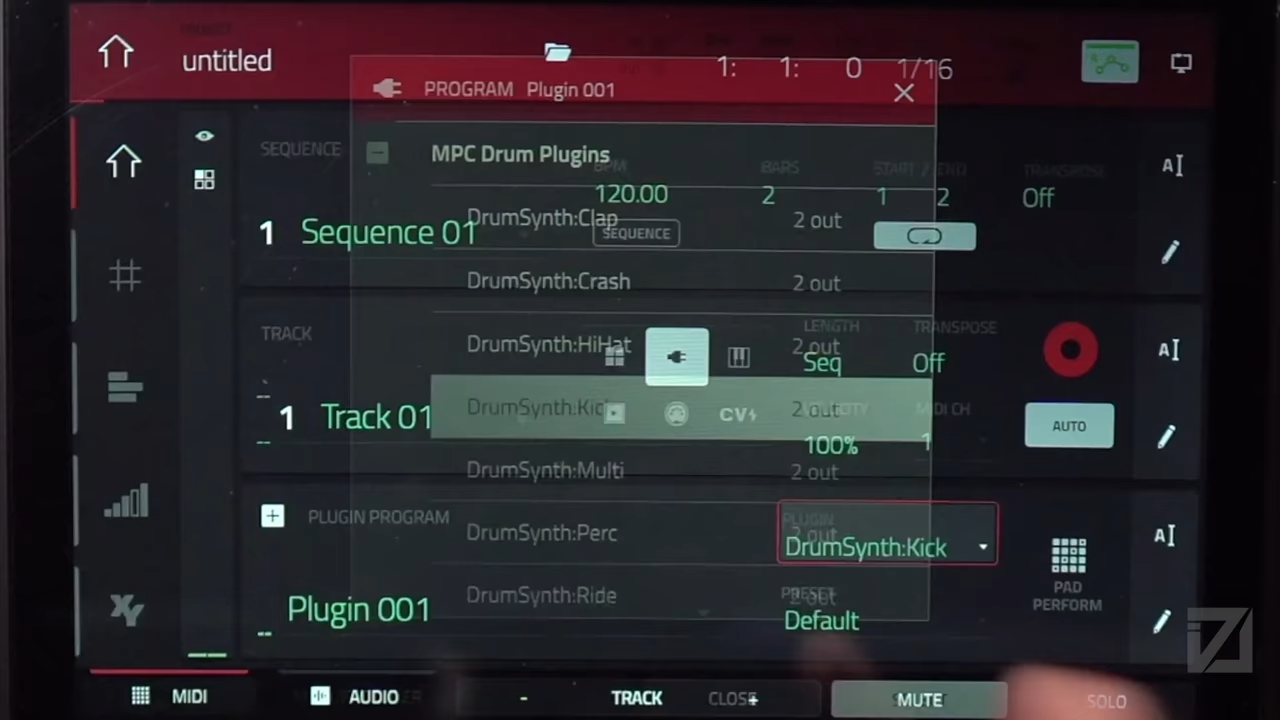 untitled
1: 1: 0 1/16
PROGRAM Plugin 001
MPC Drum Plugins
SEQUENCE
BPM BARS START / END TRANSPOSE
120.00 2 1 2 Off
DrumSynth:Clap 2 out
1 Sequence 01 SEQUENCE
DrumSynth:Crash 2 out
TRACK
LENGTH TRANSPOSE
DrumSynth:HiHat 2 out
Seq Off
DrumSynth:Kick 2 out
1 Track 01
VELOCITY MIDI CH
CV
AUTO
100% 1
DrumSynth:Multi 2 out
PLUGIN PROGRAM
PLUGIN
DrumSynth:Perc 2 out
DrumSynth:Kick
PAD
PERFORM
DrumSynth:Ride 2 out
PRESET
Plugin 001
Default
MIDI AUDIO - TRACK + CLOSE MUTE SOLO